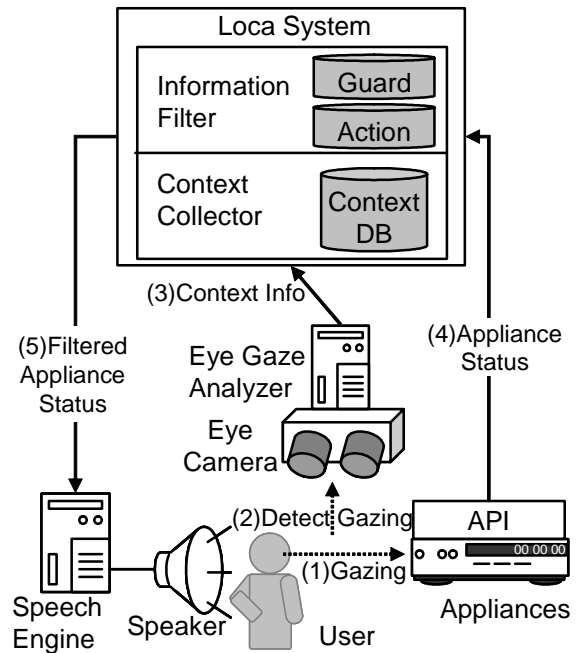 Loca System
Information
Filter
Guard
Action
Context
Collector
Context
DB
(3)Context Info
(5)Filtered
Appliance
Status
(4)Appliance
Status
Eye Gaze
Analyzer
Eye
Camera
(2)Detect Gazing
API
00 00 00
(1)Gazing
Speech
Engine
Speaker
User
Appliances